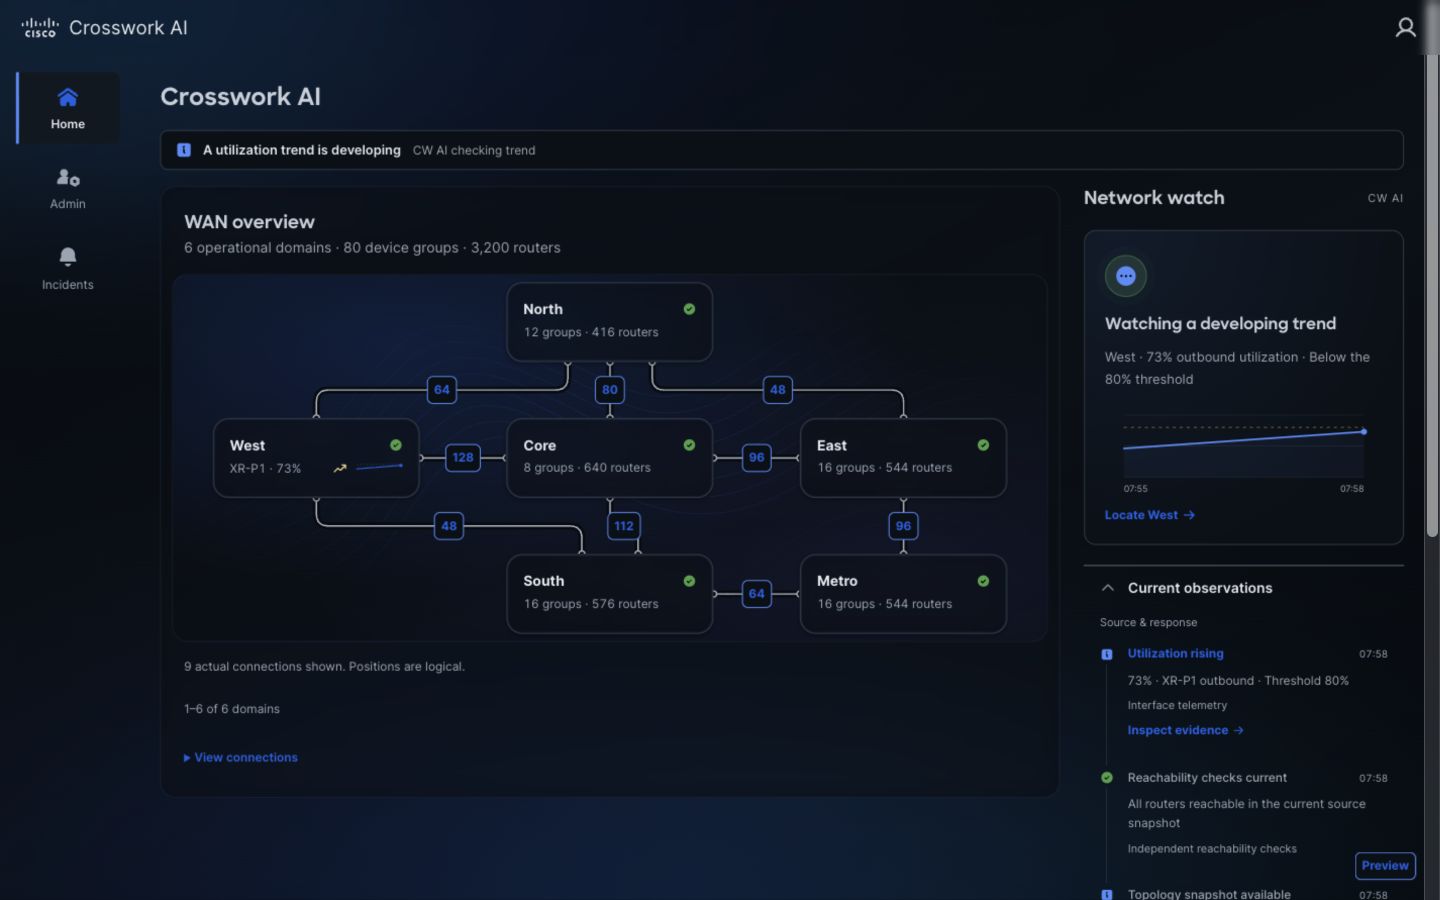 CISCO Crosswork AI
Home
Admin
Incidents
Crosswork AI
A utilization trend is developing CW AI checking trend
WAN overview
6 operational domains · 80 device groups · 3,200 routers
North
12 groups · 416 routers
64
80
48
West
XR-P1 · 73%
128
Core
8 groups · 640 routers
96
East
16 groups · 544 routers
48
112
96
South
16 groups · 576 routers
64
Metro
16 groups · 544 routers
9 actual connections shown. Positions are logical.
1–6 of 6 domains
View connections
Network watch CW AI
Watching a developing trend
West · 73% outbound utilization · Below the
80% threshold
07:55 07:58
Locate West →
Current observations
Source & response
Utilization rising 07:58
73% · XR-P1 outbound · Threshold 80%
Interface telemetry
Inspect evidence →
Reachability checks current 07:58
All routers reachable in the current source
snapshot
Independent reachability checks
Preview
Topology snapshot available 07:58